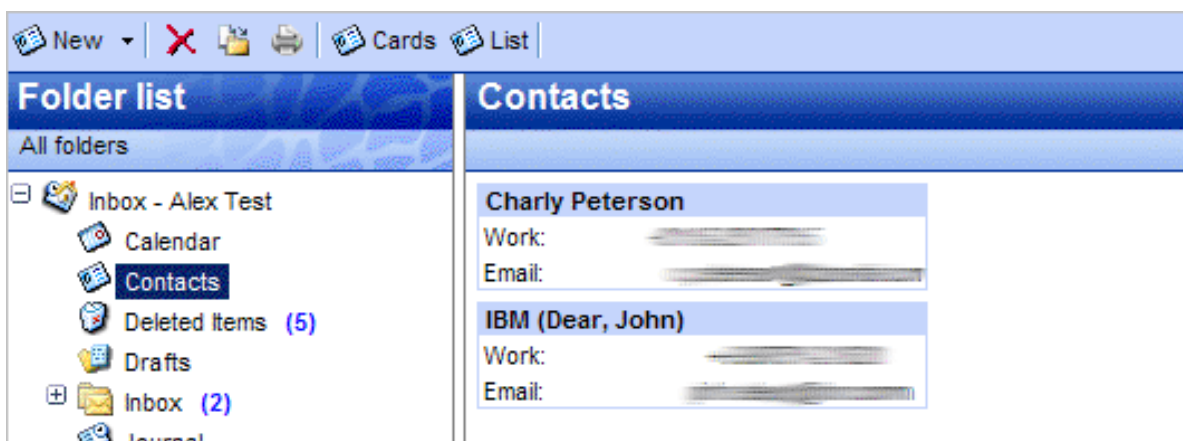 New Cards List
Folder list
All folders
Inbox - Alex Test
Calendar
Contacts
Deleted Items (5)
Drafts
Inbox (2)
Journal
Contacts
Charly Peterson
Work:
Email:
IBM (Dear, John)
Work:
Email: